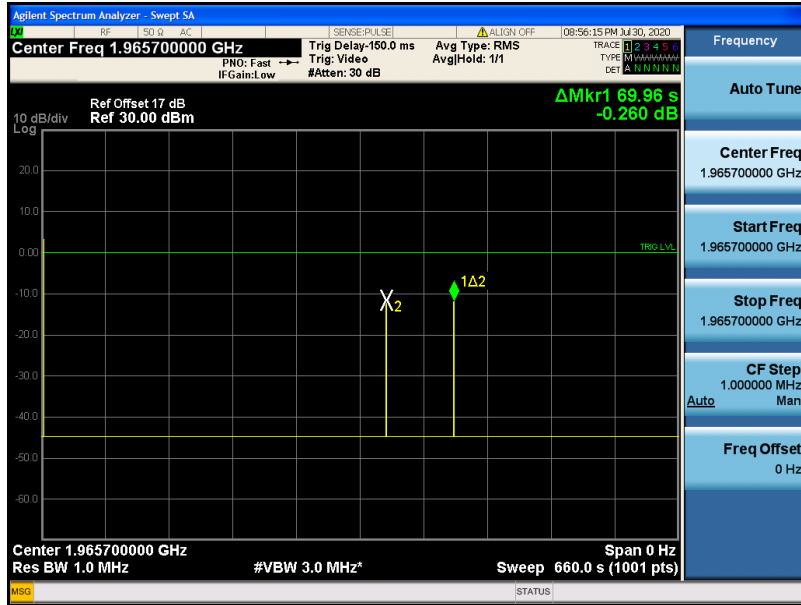 Agilent Spectrum Analyzer - Swept SA
RF 50 Ω AC SENSE:PULSE ALIGN OFF 08:56:15 PM Jul 30, 2020
Center Freq 1.965700000 GHz
PNO: Fast
IFGain:Low
Trig Delay-150.0 ms
Trig: Video
#Atten: 30 dB
Avg Type: RMS
Avg|Hold: 1/1
TRACE 1 2 3 4 5 6
TYPE M
DET A N N N N N
Ref Offset 17 dB
10 dB/div Ref 30.00 dBm
Log
ΔMkr1 69.96 s
-0.260 dB
20.0
10.0
0.00
TRIG LVL
-10.0
1Δ2
2
-20.0
-30.0
-40.0
-50.0
-60.0
Center 1.965700000 GHz Span 0 Hz
Res BW 1.0 MHz #VBW 3.0 MHz* Sweep 660.0 s (1001 pts)
MSG STATUS
Frequency
Auto Tune
Center Freq
1.965700000 GHz
Start Freq
1.965700000 GHz
Stop Freq
1.965700000 GHz
CF Step
1.000000 MHz
Auto Man
Freq Offset
0 Hz